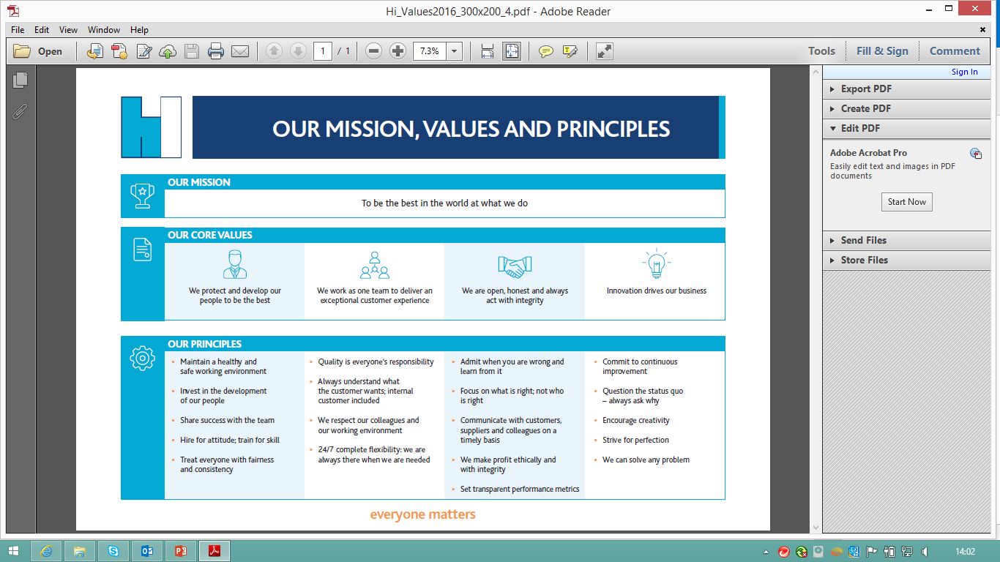 Hi_Values2016_300x200_4.pdf - Adobe Reader
File Edit View Window Help
Open 1 / 1 7.3% Tools Fill & Sign Comment
Sign In
Export PDF
Create PDF
Edit PDF
Adobe Acrobat Pro
Easily edit text and images in PDF
documents
Start Now
Send Files
Store Files
OUR MISSION, VALUES AND PRINCIPLES
OUR MISSION
To be the best in the world at what we do
OUR CORE VALUES
We protect and develop our
people to be the best
We work as one team to deliver an
exceptional customer experience
We are open, honest and always
act with integrity
Innovation drives our business
OUR PRINCIPLES
• Maintain a healthy and
safe working environment
• Invest in the development
of our people
• Share success with the team
• Hire for attitude; train for skill
• Treat everyone with fairness
and consistency
• Quality is everyone's responsibility
• Always understand what
the customer wants; internal
customer included
• We respect our colleagues and
our working environment
• 24/7 complete flexibility: we are
always there when we are needed
• Admit when you are wrong and
learn from it
• Focus on what is right; not who
is right
• Communicate with customers,
suppliers and colleagues on a
timely basis
• We make profit ethically and
with integrity
• Set transparent performance metrics
• Commit to continuous
improvement
• Question the status quo
– always ask why
• Encourage creativity
• Strive for perfection
• We can solve any problem
everyone matters
14:02